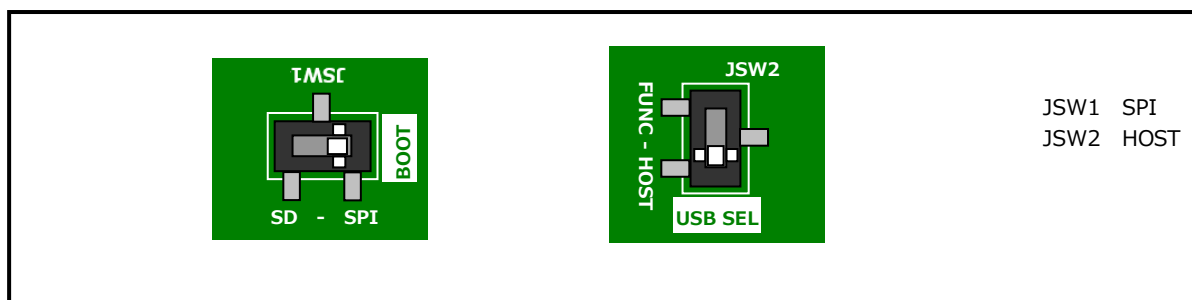 JSW1
BOOT
SD - SPI
JSW2
FUNC - HOST
USB SEL
JSW1 SPI
JSW2 HOST